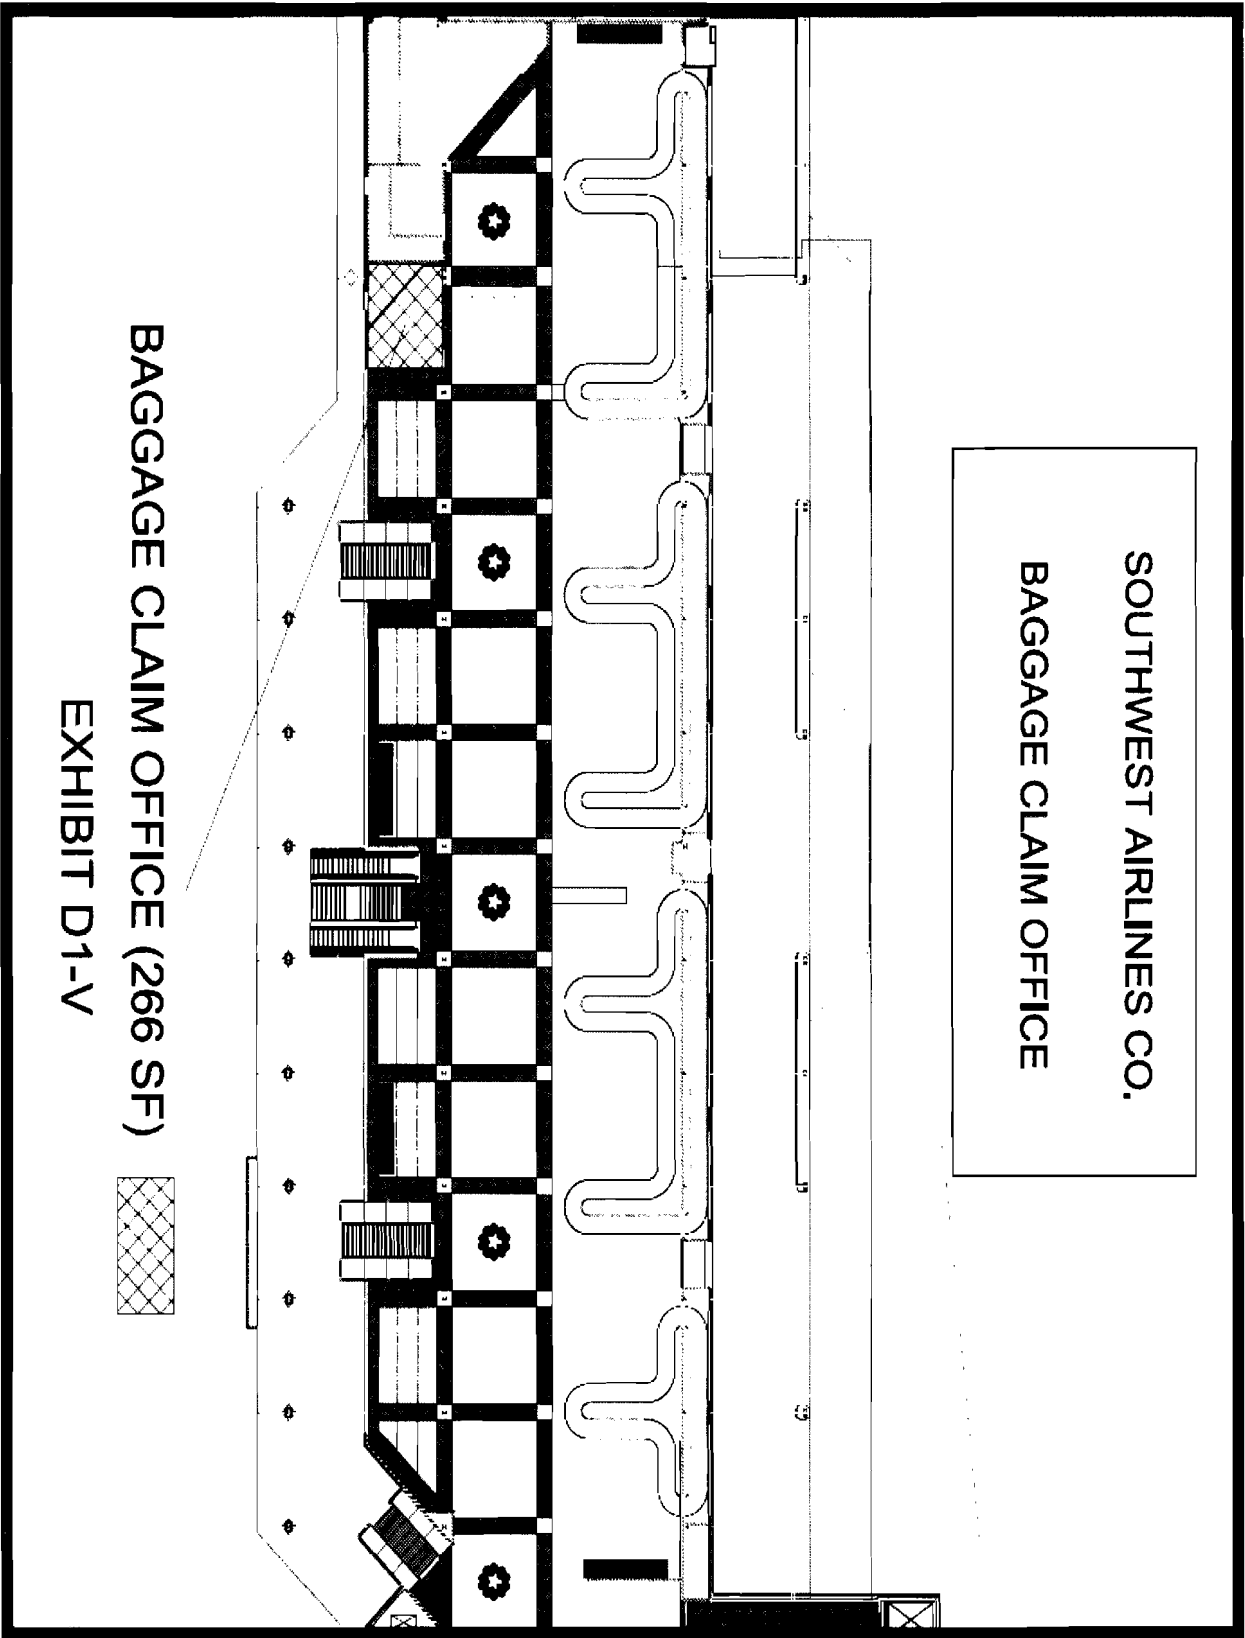 SOUTHWEST AIRLINES CO.
BAGGAGE CLAIM OFFICE
BAGGAGE CLAIM OFFICE (266 SF)
EXHIBIT D1-V